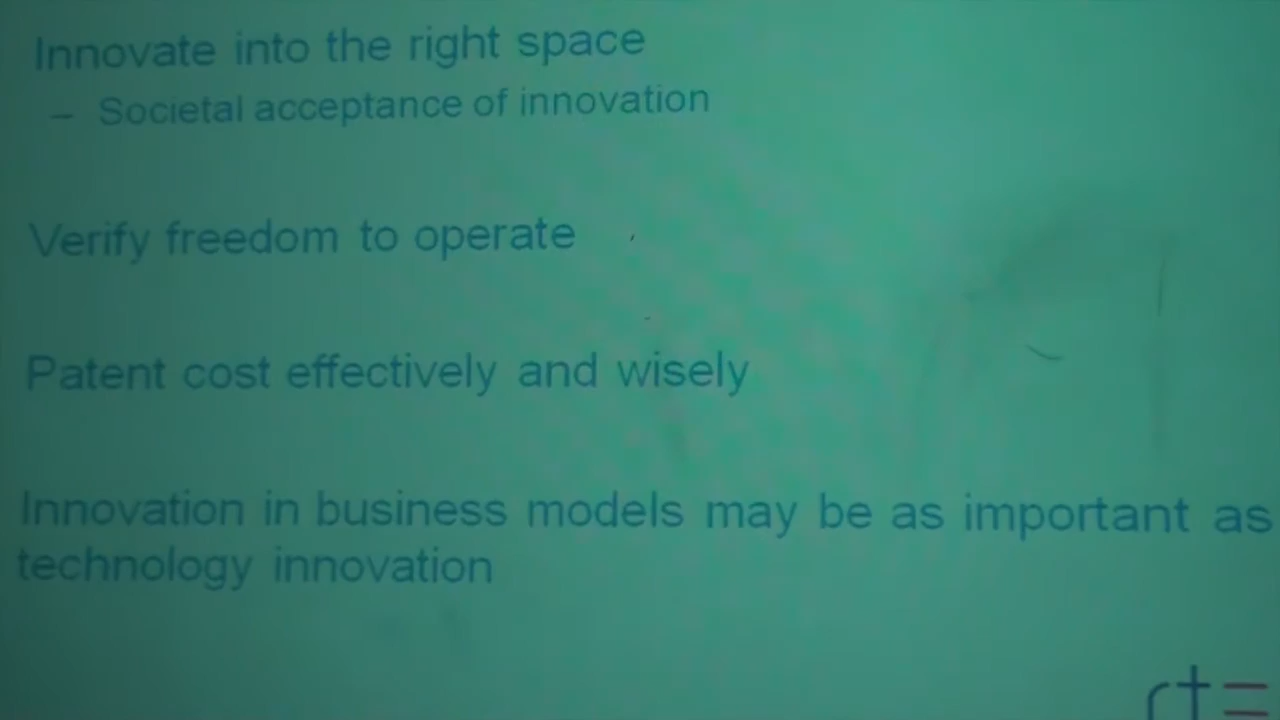 Innovate into the right space
– Societal acceptance of innovation
Verify freedom to operate
Patent cost effectively and wisely
Innovation in business models may be as important as
technology innovation